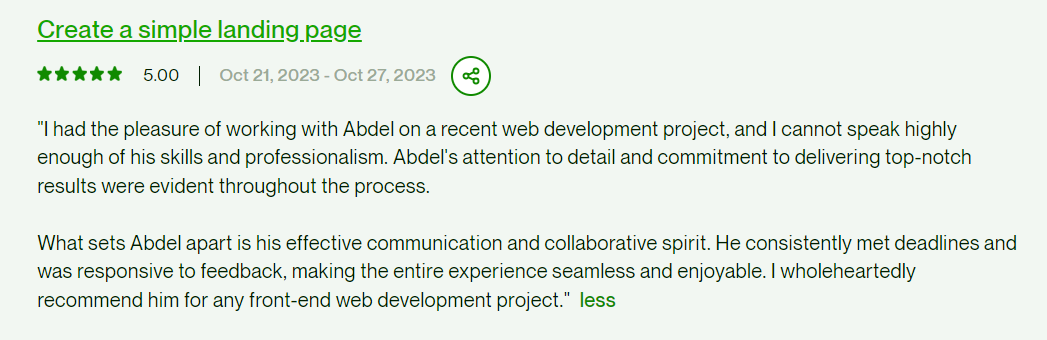 Create a simple landing page
5.00 | Oct 21, 2023 - Oct 27, 2023
"I had the pleasure of working with Abdel on a recent web development project, and I cannot speak highly
enough of his skills and professionalism. Abdel's attention to detail and commitment to delivering top-notch
results were evident throughout the process.
What sets Abdel apart is his effective communication and collaborative spirit. He consistently met deadlines and
was responsive to feedback, making the entire experience seamless and enjoyable. I wholeheartedly
recommend him for any front-end web development project." less